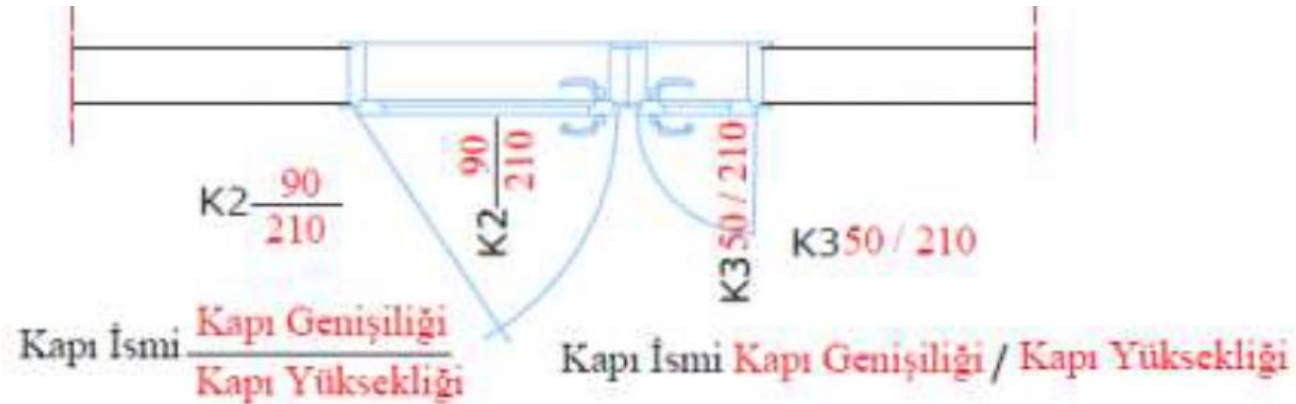 K2 90
210
K2 90
210
K3 50 / 210
K3 50 / 210
Kapı İsmi Kapı Genişiliği
Kapı Yüksekliği
Kapı İsmi Kapı Genişiliği / Kapı Yüksekliği